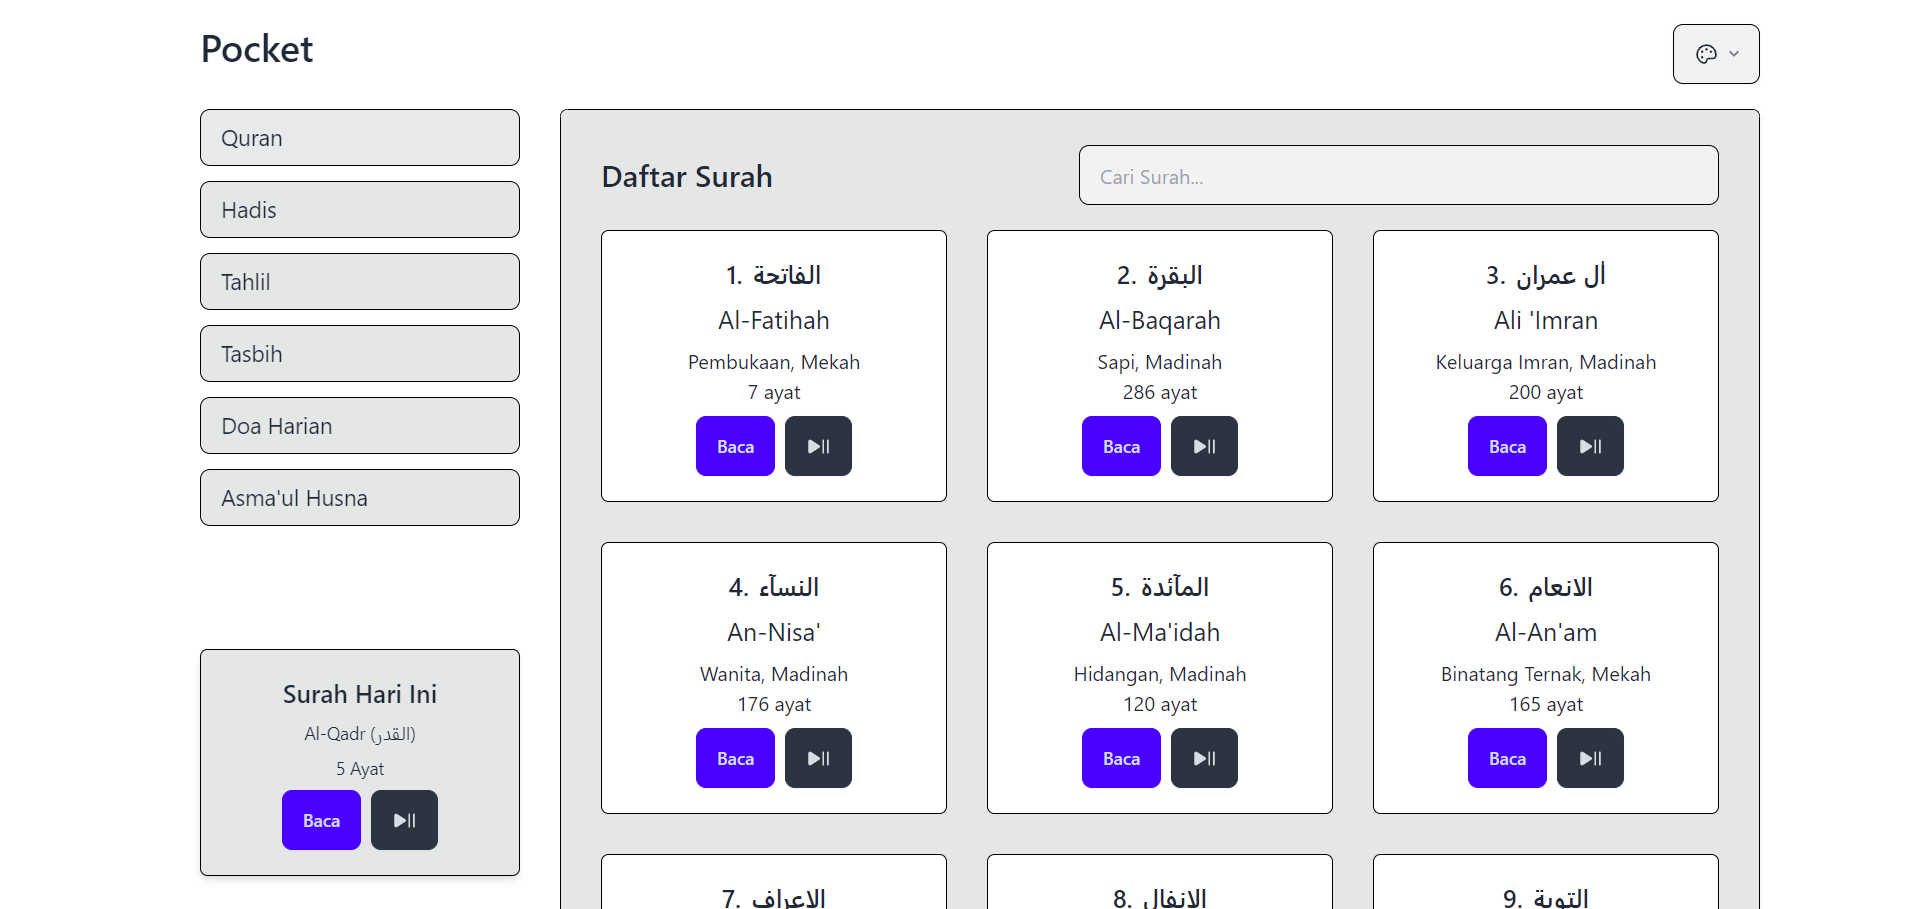 Pocket
Quran
Hadis
Tahlil
Tasbih
Doa Harian
Asma'ul Husna
Surah Hari Ini
Al-Qadr (القدر)
5 Ayat
Baca
Daftar Surah
Cari Surah...
1. الفاتحة
Al-Fatihah
Pembukaan, Mekah
7 ayat
Baca
2. البقرة
Al-Baqarah
Sapi, Madinah
286 ayat
Baca
3. اٰل عمران
Ali 'Imran
Keluarga Imran, Madinah
200 ayat
Baca
4. النسآء
An-Nisa'
Wanita, Madinah
176 ayat
Baca
5. المآئدة
Al-Ma'idah
Hidangan, Madinah
120 ayat
Baca
6. الانعام
Al-An'am
Binatang Ternak, Mekah
165 ayat
Baca
7. الاعراف
8. الانفال
9. التوبة